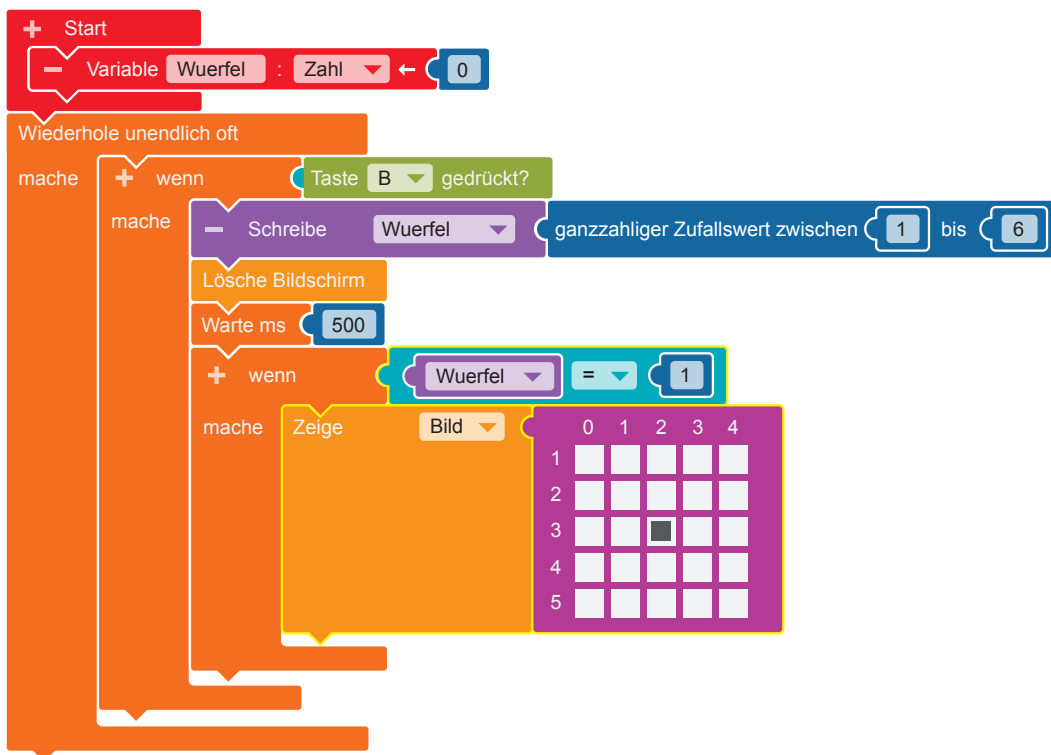 + Start
− Variable Wuerfel : Zahl ← 0
Wiederhole unendlich oft
mache + wenn Taste B gedrückt?
mache − Schreibe Wuerfel ganzzahliger Zufallswert zwischen 1 bis 6
Lösche Bildschirm
Warte ms 500
+ wenn Wuerfel = 1
mache Zeige Bild 0 1 2 3 4
1
2
3
4
5